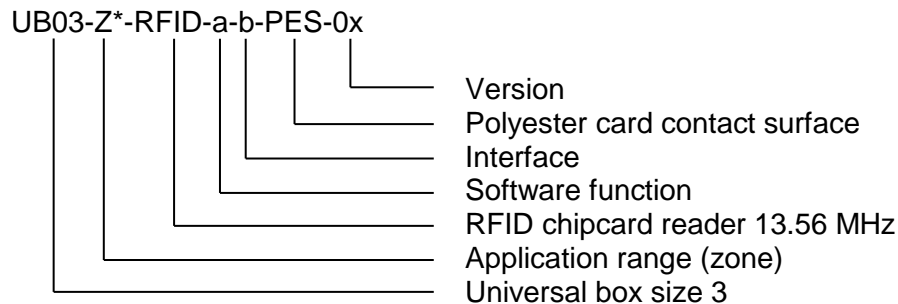 UB03-Z*-RFID-a-b-PES-0x
Version
Polyester card contact surface
Interface
Software function
RFID chipcard reader 13.56 MHz
Application range (zone)
Universal box size 3